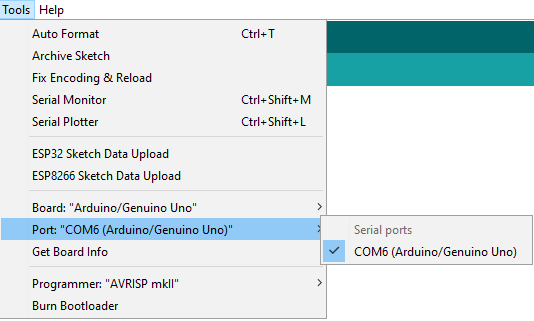 Tools Help
Auto Format Ctrl+T
Archive Sketch
Fix Encoding & Reload
Serial Monitor Ctrl+Shift+M
Serial Plotter Ctrl+Shift+L
ESP32 Sketch Data Upload
ESP8266 Sketch Data Upload
Board: "Arduino/Genuino Uno"
Port: "COM6 (Arduino/Genuino Uno)"
Serial ports
Get Board Info
COM6 (Arduino/Genuino Uno)
Programmer: "AVRISP mkII"
Burn Bootloader